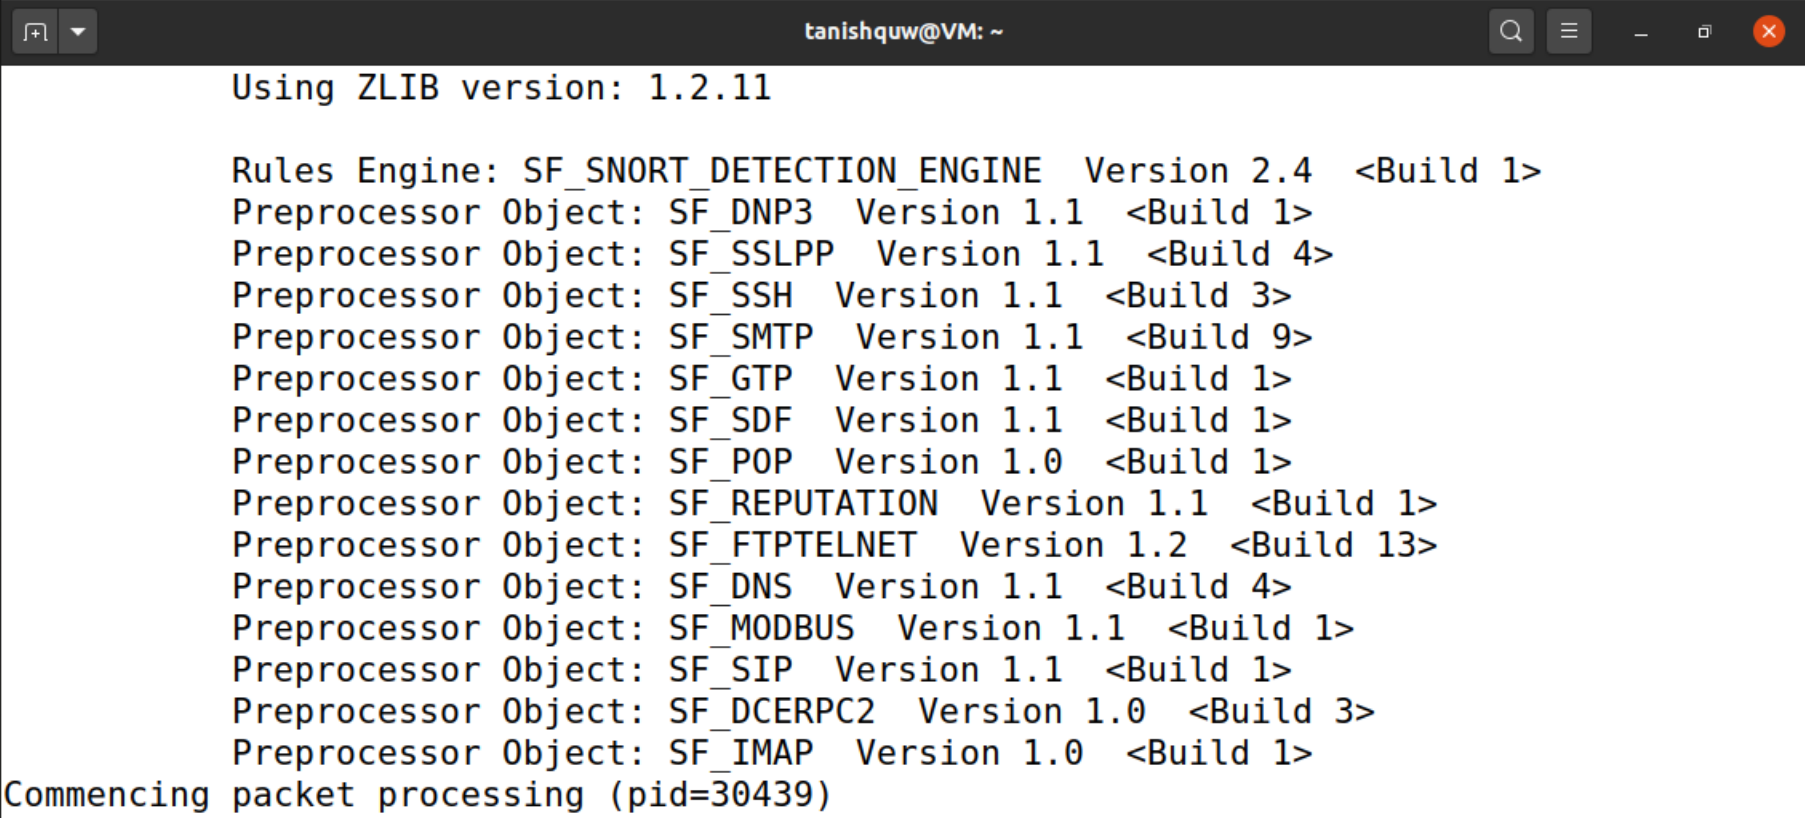 tanishquw@VM: ~
Using ZLIB version: 1.2.11
Rules Engine: SF_SNORT_DETECTION_ENGINE  Version 2.4  <Build 1>
Preprocessor Object: SF_DNP3  Version 1.1  <Build 1>
Preprocessor Object: SF_SSLPP  Version 1.1  <Build 4>
Preprocessor Object: SF_SSH  Version 1.1  <Build 3>
Preprocessor Object: SF_SMTP  Version 1.1  <Build 9>
Preprocessor Object: SF_GTP  Version 1.1  <Build 1>
Preprocessor Object: SF_SDF  Version 1.1  <Build 1>
Preprocessor Object: SF_POP  Version 1.0  <Build 1>
Preprocessor Object: SF_REPUTATION  Version 1.1  <Build 1>
Preprocessor Object: SF_FTPTELNET  Version 1.2  <Build 13>
Preprocessor Object: SF_DNS  Version 1.1  <Build 4>
Preprocessor Object: SF_MODBUS  Version 1.1  <Build 1>
Preprocessor Object: SF_SIP  Version 1.1  <Build 1>
Preprocessor Object: SF_DCERPC2  Version 1.0  <Build 3>
Preprocessor Object: SF_IMAP  Version 1.0  <Build 1>
Commencing packet processing (pid=30439)